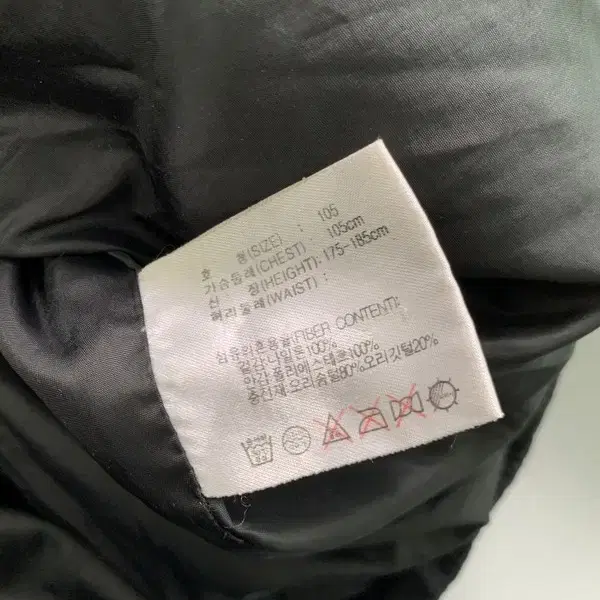 호 칭(SIZE) : 105
가슴둘레(CHEST) : 105cm
신 장(HEIGHT): 175-185cm
허리둘레(WAIST) :
섬유의혼용율(FIBER CONTENT):
겉감:나일론100%
안감:폴리에스테르100%
충전재:오리솜털80%오리깃털20%